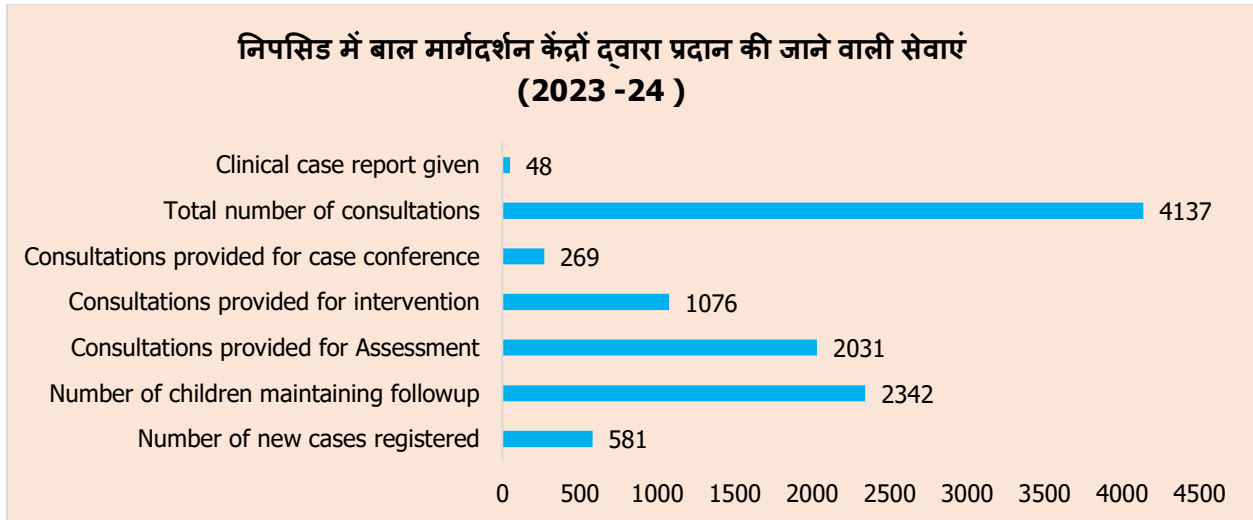 निपसिड में बाल मार्गदर्शन केंद्रों द्वारा प्रदान की जाने वाली सेवाएं
(2023 -24 )
Clinical case report given 48
Total number of consultations 4137
Consultations provided for case conference 269
Consultations provided for intervention 1076
Consultations provided for Assessment 2031
Number of children maintaining followup 2342
Number of new cases registered 581
0 500 1000 1500 2000 2500 3000 3500 4000 4500